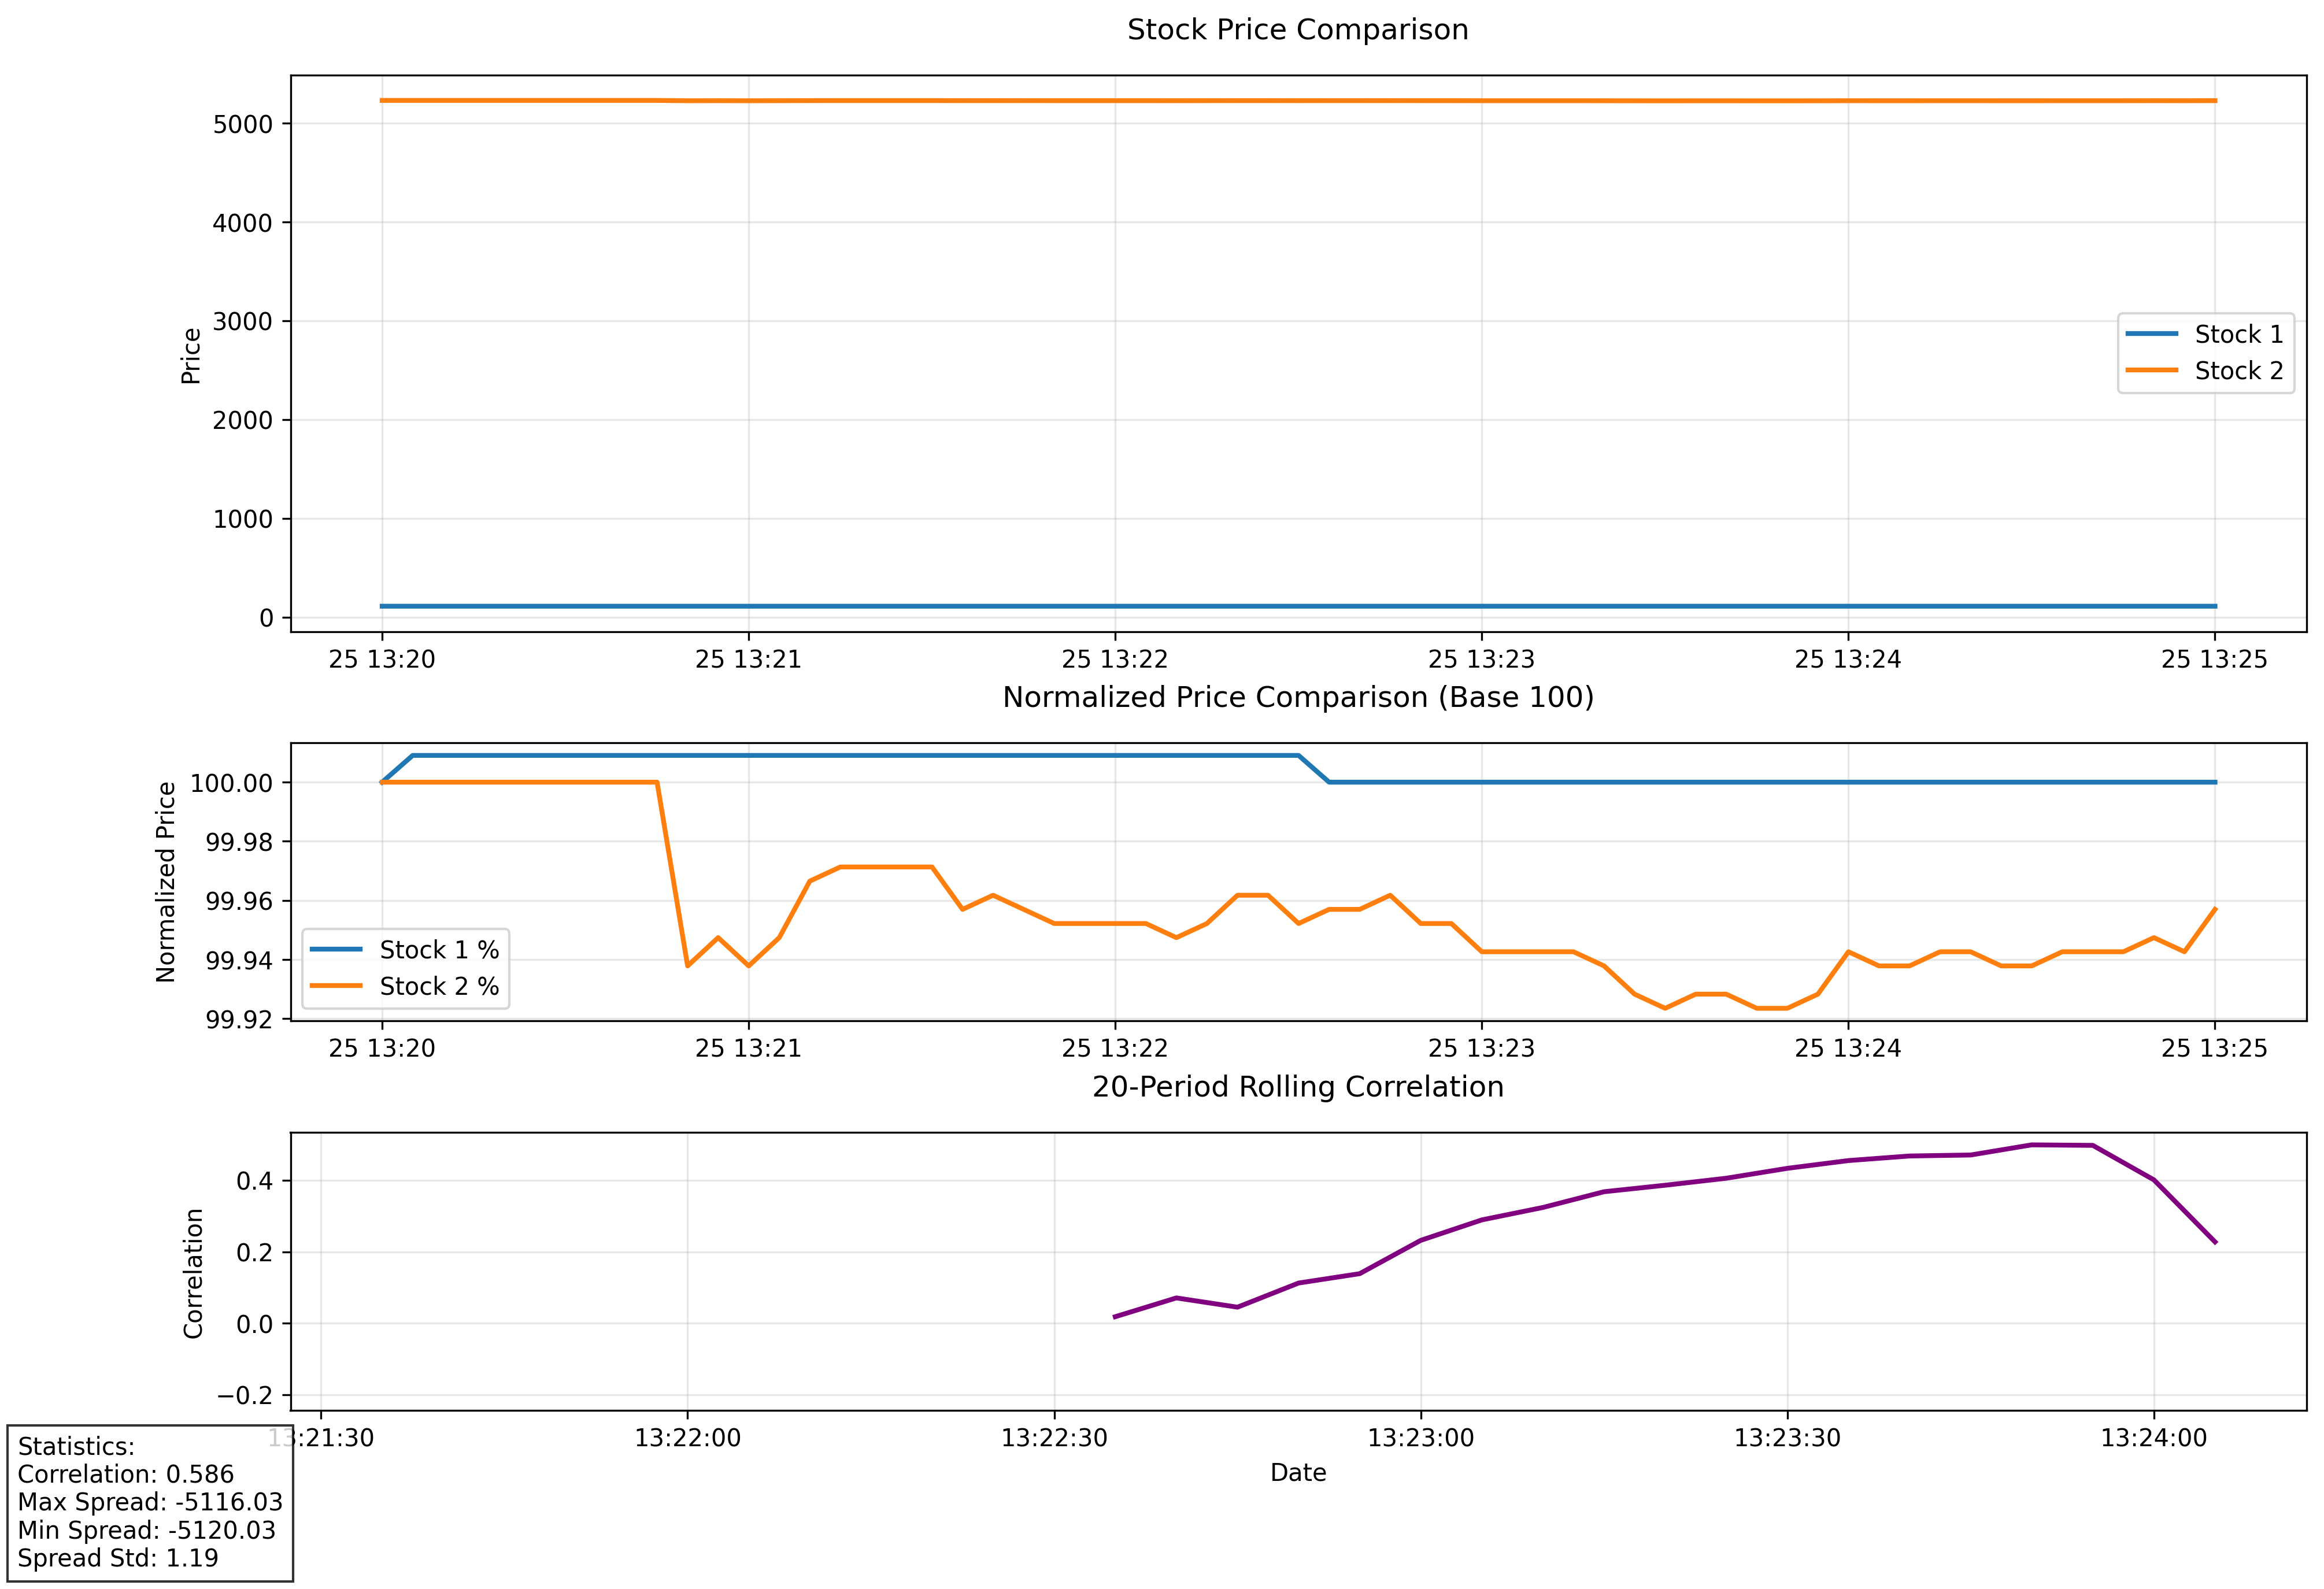 Stock Price Comparison
5000
4000
3000
2000
1000
0
Price
Stock 1
Stock 2
25 13:20
25 13:21
25 13:22
25 13:23
25 13:24
25 13:25
Normalized Price Comparison (Base 100)
100.00
99.98
99.96
99.94
99.92
Normalized Price
Stock 1 %
Stock 2 %
25 13:20
25 13:21
25 13:22
25 13:23
25 13:24
25 13:25
20-Period Rolling Correlation
0.4
0.2
0.0
−0.2
Correlation
13:21:30
13:22:00
13:22:30
13:23:00
13:23:30
13:24:00
Date
Statistics:
Correlation: 0.586
Max Spread: -5116.03
Min Spread: -5120.03
Spread Std: 1.19